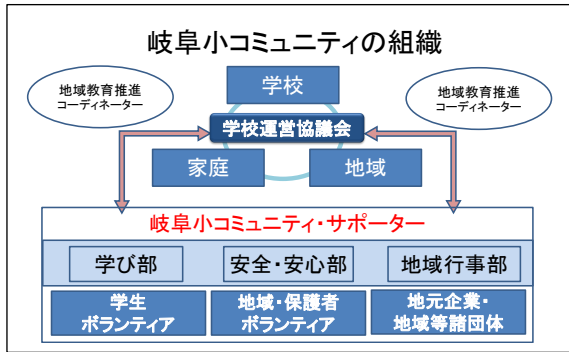 岐阜小コミュニティの組織
地域教育推進
コーディネーター
学校
地域教育推進
コーディネーター
学校運営協議会
家庭
地域
岐阜小コミュニティ・サポーター
学び部
安全・安心部
地域行事部
学生
ボランティア
地域・保護者
ボランティア
地元企業・
地域等諸団体